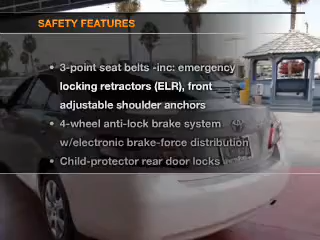 SAFETY FEATURES
• 3-point seat belts -inc: emergency
locking retractors (ELR), front
adjustable shoulder anchors
• 4-wheel anti-lock brake system
w/electronic brake-force distribution
• Child-protector rear door locks